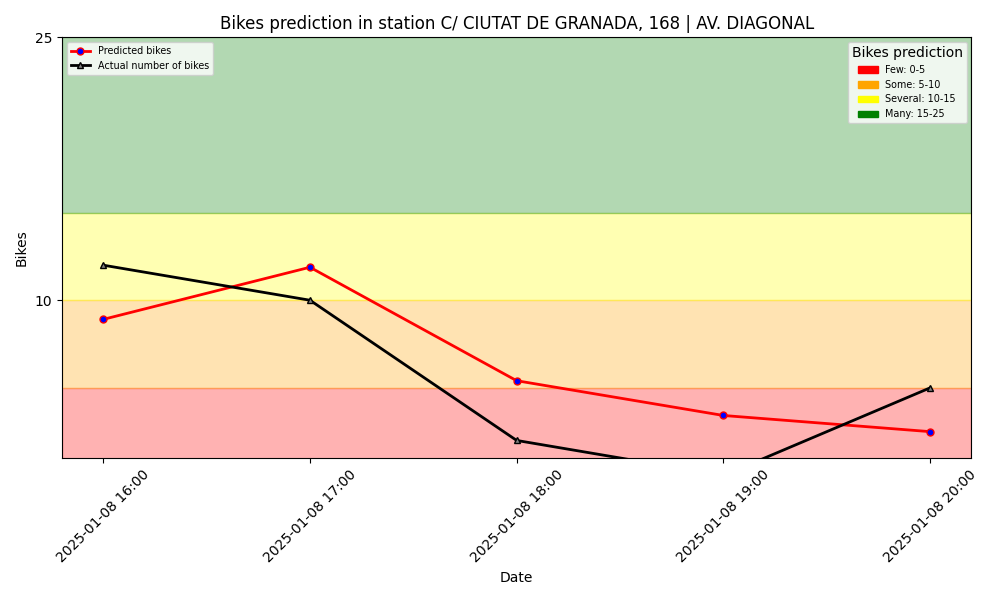 Bikes prediction in station C/ CIUTAT DE GRANADA, 168 | AV. DIAGONAL
25
Predicted bikes
Actual number of bikes
Bikes prediction
Few: 0-5
Some: 5-10
Several: 10-15
Many: 15-25
Bikes
10
2025-01-08 16:00
2025-01-08 17:00
2025-01-08 18:00
2025-01-08 19:00
2025-01-08 20:00
Date